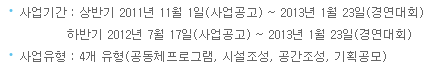 • 사업기간 : 상반기 2011년 11월 1일(사업공고) ~ 2013년 1월 23일(경연대회)
하반기 2012년 7월 17일(사업공고) ~ 2013년 1월 23일(경연대회)
• 사업유형 : 4개 유형(공동체프로그램, 시설조성, 공간조성, 기획공모)